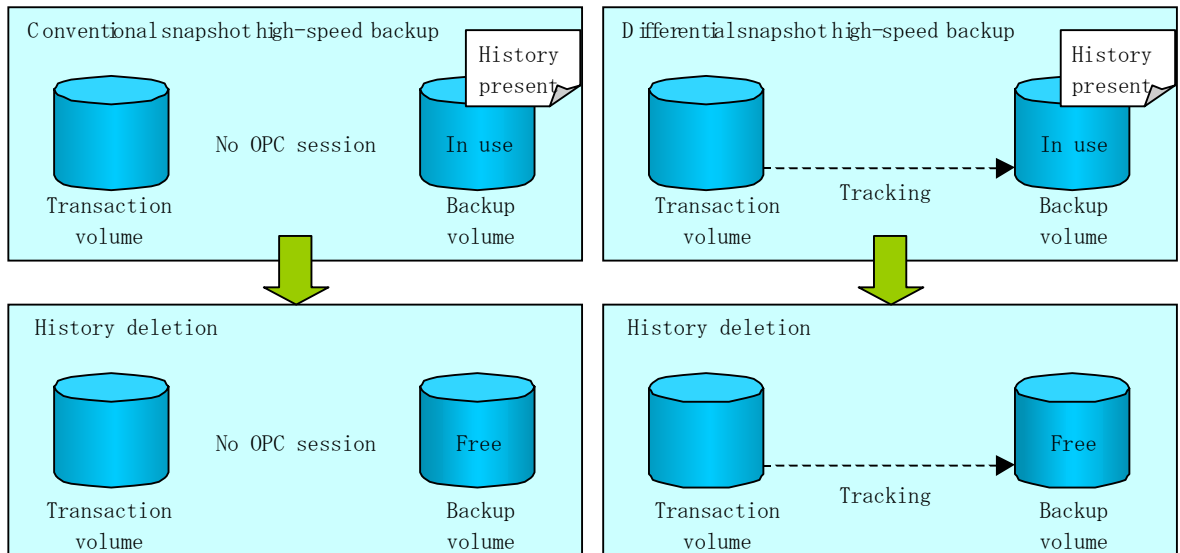 Conventional snapshot high-speed backup
History
present
No OPC session
In use
Transaction
volume
Backup
volume
Differential snapshot high-speed backup
History
present
In use
Tracking
Transaction
volume
Backup
volume
History deletion
No OPC session
Free
Transaction
volume
Backup
volume
History deletion
Free
Tracking
Transaction
volume
Backup
volume